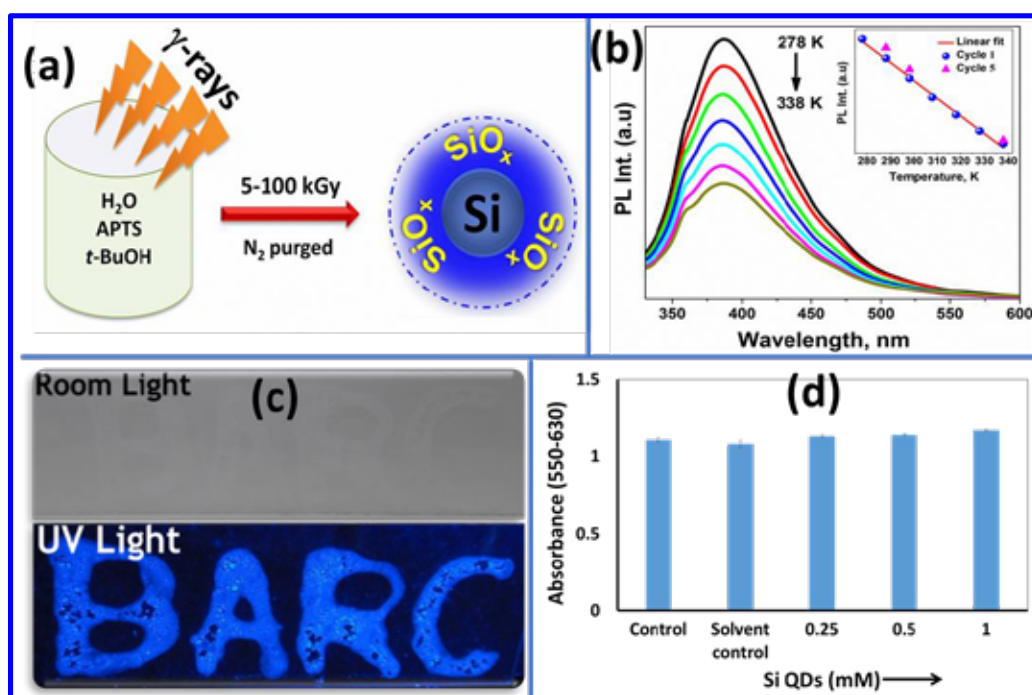 (a)
γ-rays
H₂O
APTS
t-BuOH
5-100 kGy
N₂ purged
SiOₓ
SiOₓ
SiOₓ
Si
(b)
278 K
338 K
PL Int. (a.u)
350 400 450 500 550 600
Wavelength, nm
Linear fit
Cycle 1
Cycle 5
PL Int. (a.u)
280 290 300 310 320 330 340
Temperature, K
Room Light
(c)
UV Light
BARC
(d)
1.5
1
0.5
0
Absorbance (550-630)
Control Solvent control 0.25 0.5 1
Si QDs (mM)